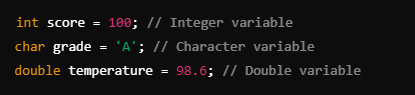 int score = 100; // Integer variable
char grade = 'A'; // Character variable
double temperature = 98.6; // Double variable